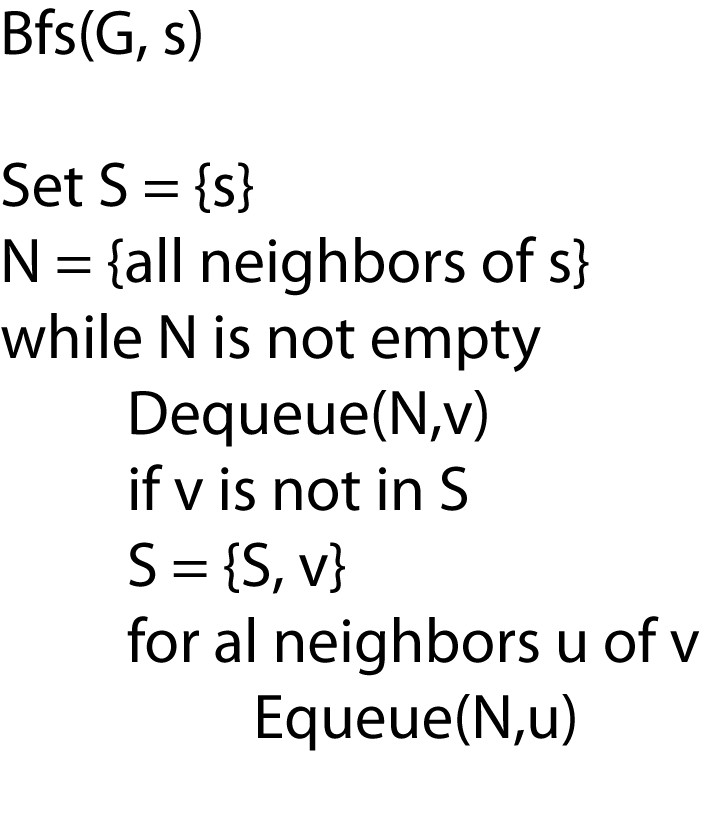 Bfs(G, s)
Set S = {s}
N = {all neighbors of s}
while N is not empty
Dequeue(N,v)
if v is not in S
S = {S, v}
for al neighbors u of v
Equeue(N,u)